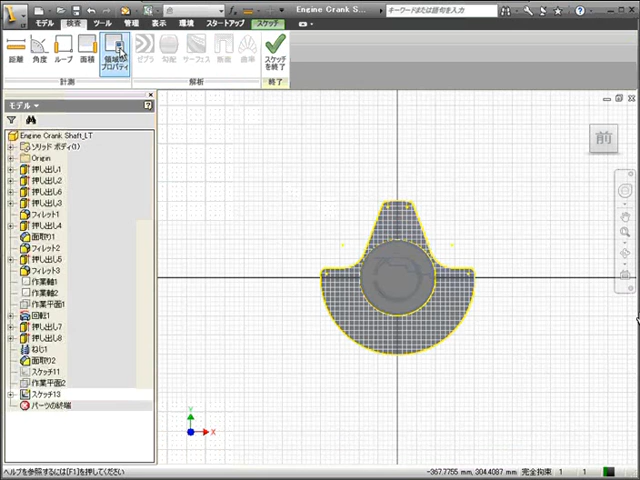 Engine Crank S...
キーワードまたは語句を入力
モデル 検査 ツール 管理 表示 環境 スタートアップ スケッチ
距離 角度 ループ 面積 領域のプロパティ ゼブラ 勾配 サーフェス 断面 曲率 スケッチを終了
計測 解析 終了
モデル
Engine Crank Shaft_LT
ソリッド ボディ(1)
Origin
押し出し1
押し出し2
押し出し6
押し出し3
フィレット1
押し出し4
面取り1
フィレット2
押し出し5
フィレット3
作業軸1
作業軸2
作業平面1
回転1
押し出し7
押し出し8
ねじ1
面取り2
スケッチ11
作業平面2
スケッチ13
パーツの終端
前
Y
X
ヘルプを参照するには[F1]を押してください
-367.7755 mm, 304.4087 mm 完全拘束 1 1